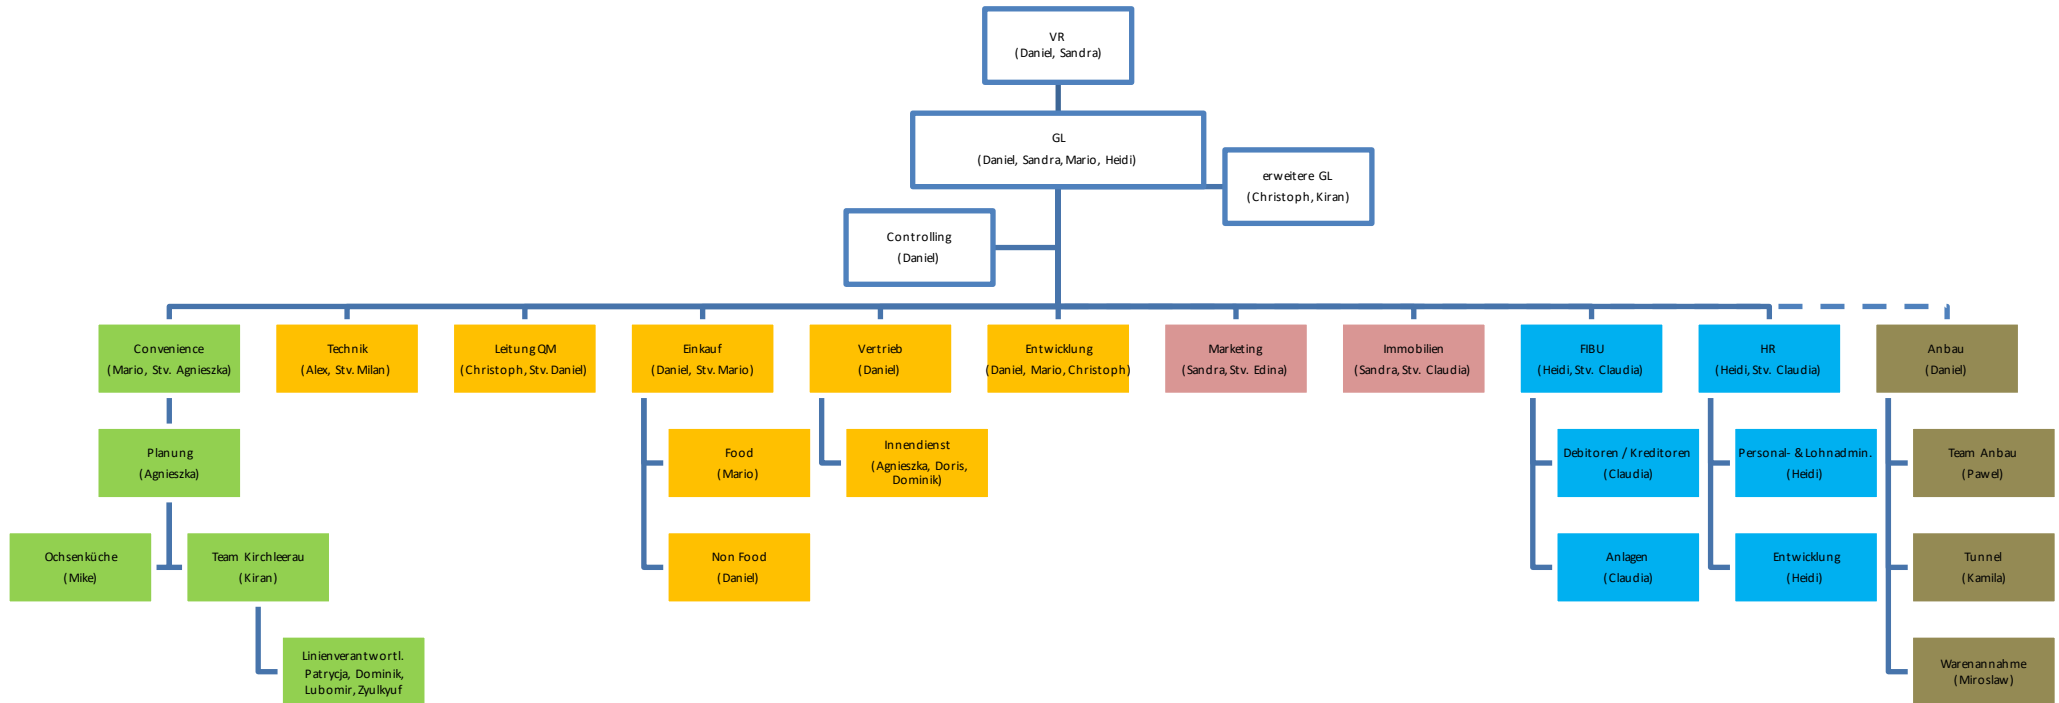 VR
(Daniel, Sandra)
GL
(Daniel, Sandra, Mario, Heidi)
erweitere GL
(Christoph, Kiran)
Controlling
(Daniel)
Convenience
(Mario, Stv. Agnieszka)
Technik
(Alex, Stv. Milan)
Leitung QM
(Christoph, Stv. Daniel)
Einkauf
(Daniel, Stv. Mario)
Vertrieb
(Daniel)
Entwicklung
(Daniel, Mario, Christoph)
Marketing
(Sandra, Stv. Edina)
Immobilien
(Sandra, Stv. Claudia)
FIBU
(Heidi, Stv. Claudia)
HR
(Heidi, Stv. Claudia)
Anbau
(Daniel)
Planung
(Agnieszka)
Food
(Mario)
Innendienst
(Agnieszka, Doris,
Dominik)
Debitoren / Kreditoren
(Claudia)
Personal- & Lohnadmin.
(Heidi)
Team Anbau
(Pawel)
Ochsenküche
(Mike)
Team Kirchleerau
(Kiran)
Non Food
(Daniel)
Anlagen
(Claudia)
Entwicklung
(Heidi)
Tunnel
(Kamila)
Linienverantwortl.
Patrycja, Dominik,
Lubomir, Zyulkyuf
Warenannahme
(Miroslaw)